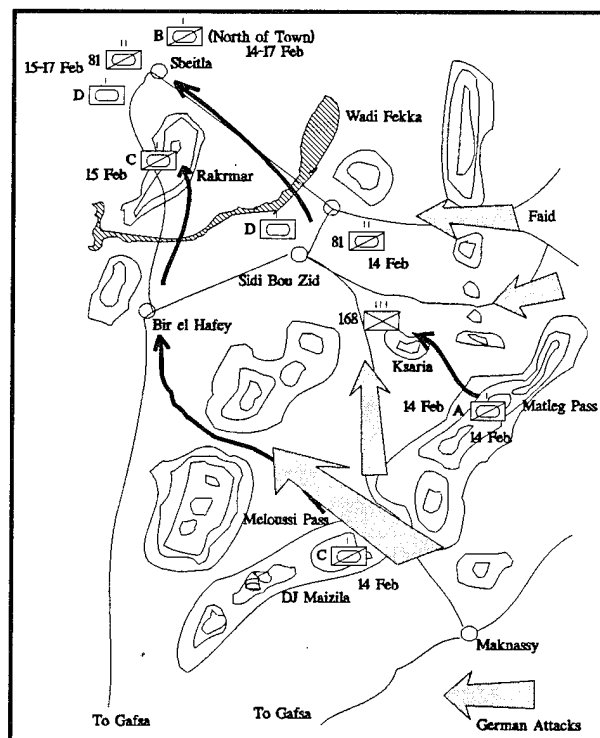 B (North of Town)
14-17 Feb
15-17 Feb 81
Sbeitla
D
Wadi Fekka
C
15 Feb Rakrmar
D
Faid
81
14 Feb
Sidi Bou Zid
168
Bir el Hafey
Ksaria
14 Feb A Matleg Pass
14 Feb
Meloussi Pass
C
14 Feb
DJ Maizila
Maknassy
To Gafsa To Gafsa German Attacks